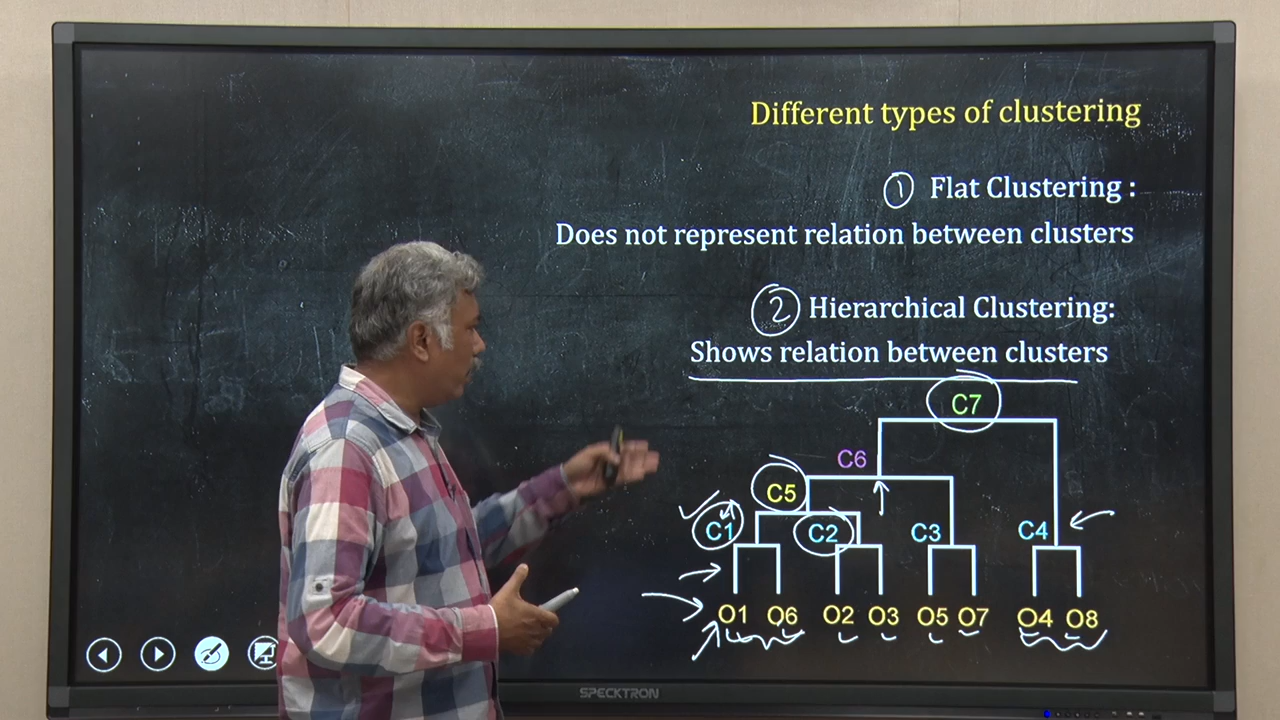 Different types of clustering
1 Flat Clustering :
Does not represent relation between clusters
2 Hierarchical Clustering:
Shows relation between clusters
C7
C6
C5
C1 C2 C3 C4
O1 O6 O2 O3 O5 O7 O4 O8
SPECKTRON